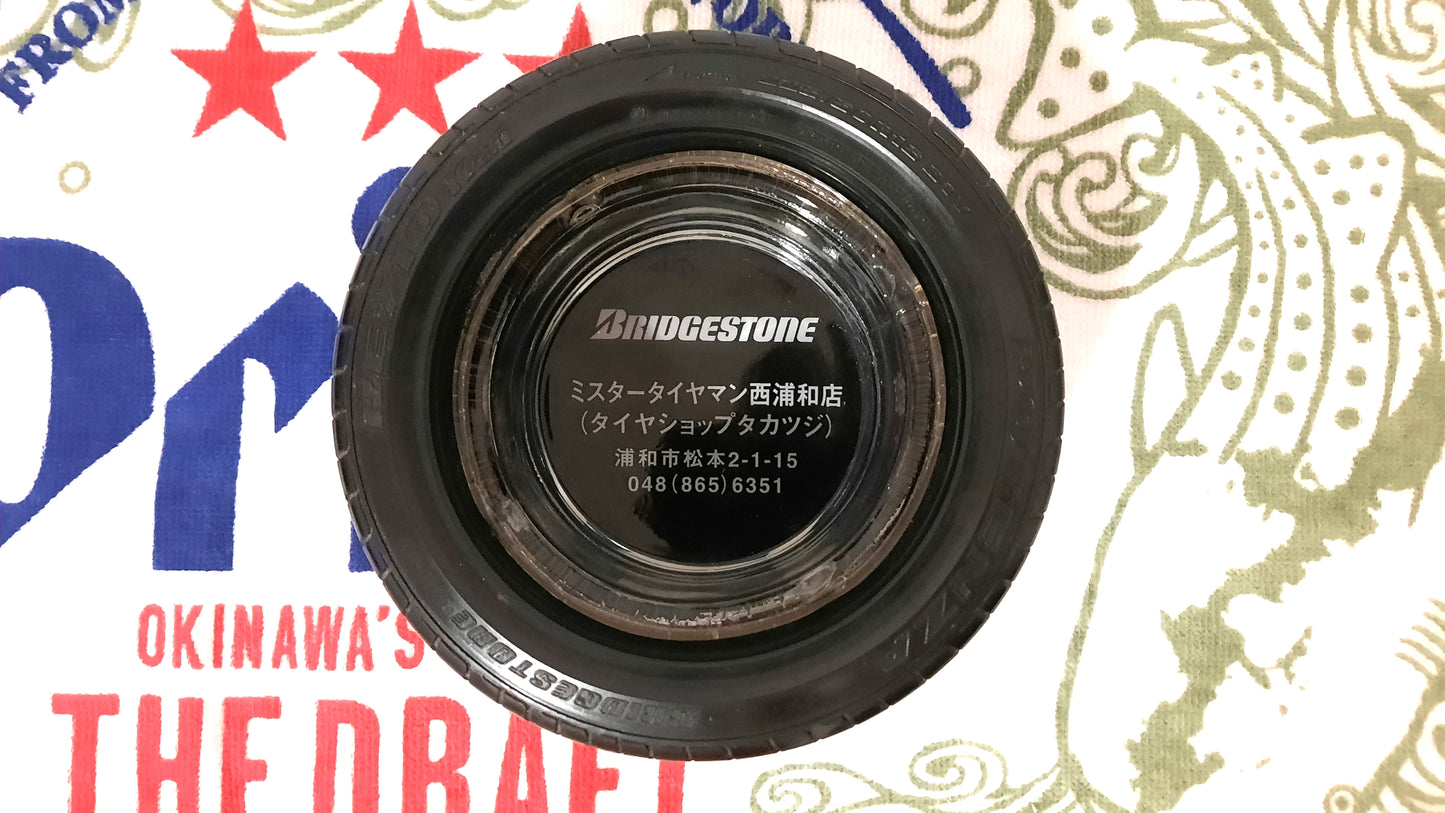 FROM
Ori
OKINAWA'S
THE DRAFT
BRIDGESTONE
ミスタータイヤマン西浦和店
(タイヤショップタカツジ)
浦和市松本2-1-15
048(865)6351
BRIDGESTONE